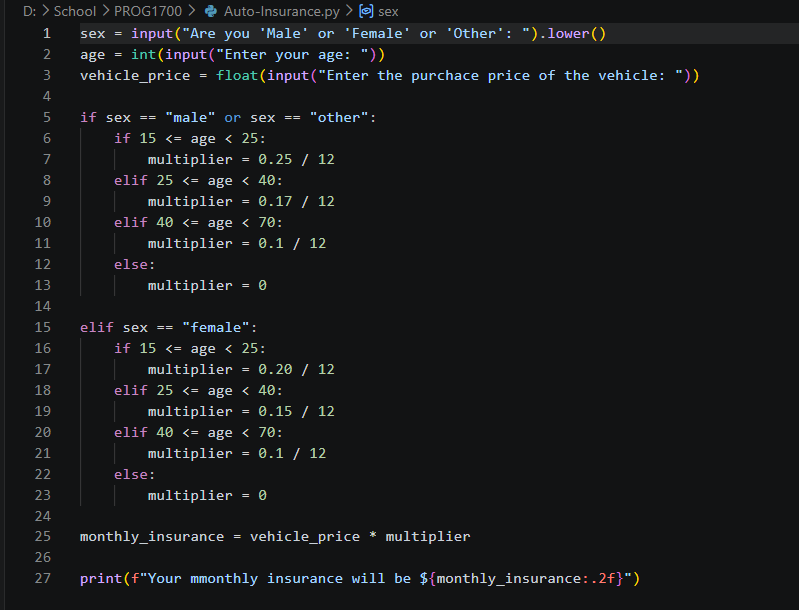 D: > School > PROG1700 > Auto-Insurance.py > sex
1 sex = input("Are you 'Male' or 'Female' or 'Other': ").lower()
2 age = int(input("Enter your age: "))
3 vehicle_price = float(input("Enter the purchace price of the vehicle: "))
4
5 if sex == "male" or sex == "other":
6     if 15 <= age < 25:
7         multiplier = 0.25 / 12
8     elif 25 <= age < 40:
9         multiplier = 0.17 / 12
10     elif 40 <= age < 70:
11         multiplier = 0.1 / 12
12     else:
13         multiplier = 0
14
15 elif sex == "female":
16     if 15 <= age < 25:
17         multiplier = 0.20 / 12
18     elif 25 <= age < 40:
19         multiplier = 0.15 / 12
20     elif 40 <= age < 70:
21         multiplier = 0.1 / 12
22     else:
23         multiplier = 0
24
25 monthly_insurance = vehicle_price * multiplier
26
27 print(f"Your mmonthly insurance will be ${monthly_insurance:.2f}")